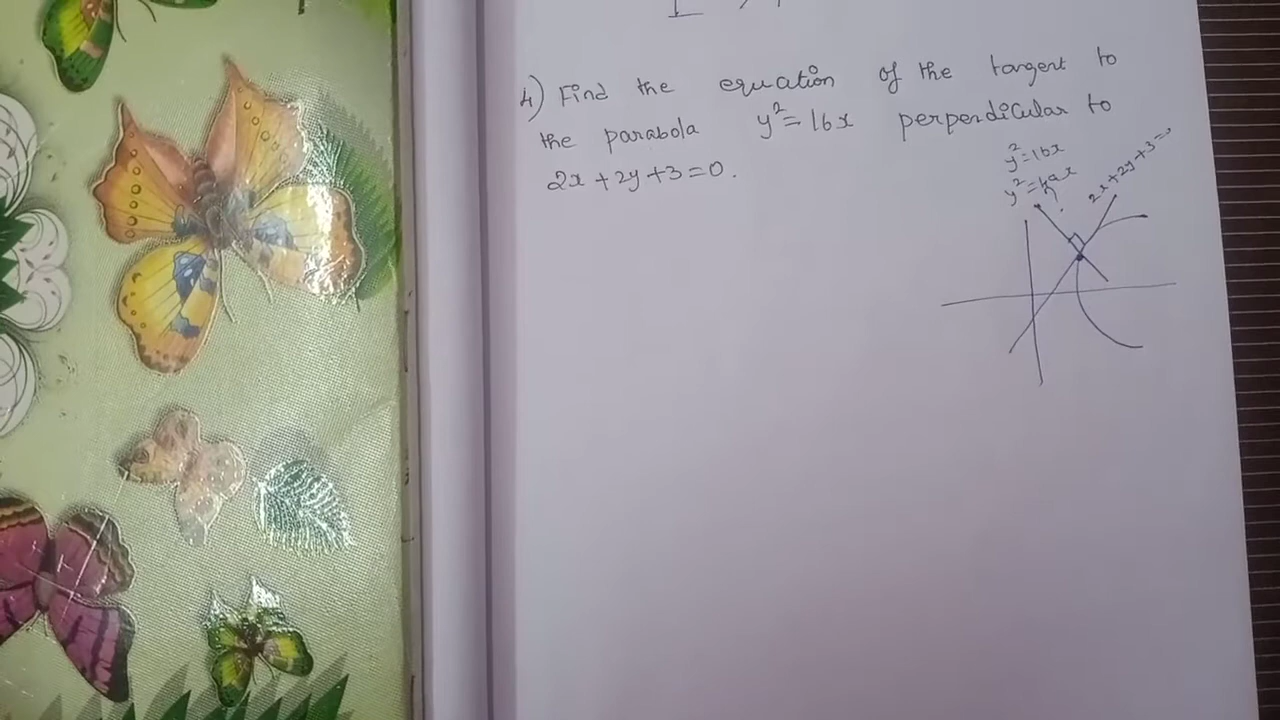 4) Find the equation of the tangent to
the parabola y²=16x perpendicular to
2x+2y+3=0.
y²=16x
y²=4ax
2x+2y+3=0